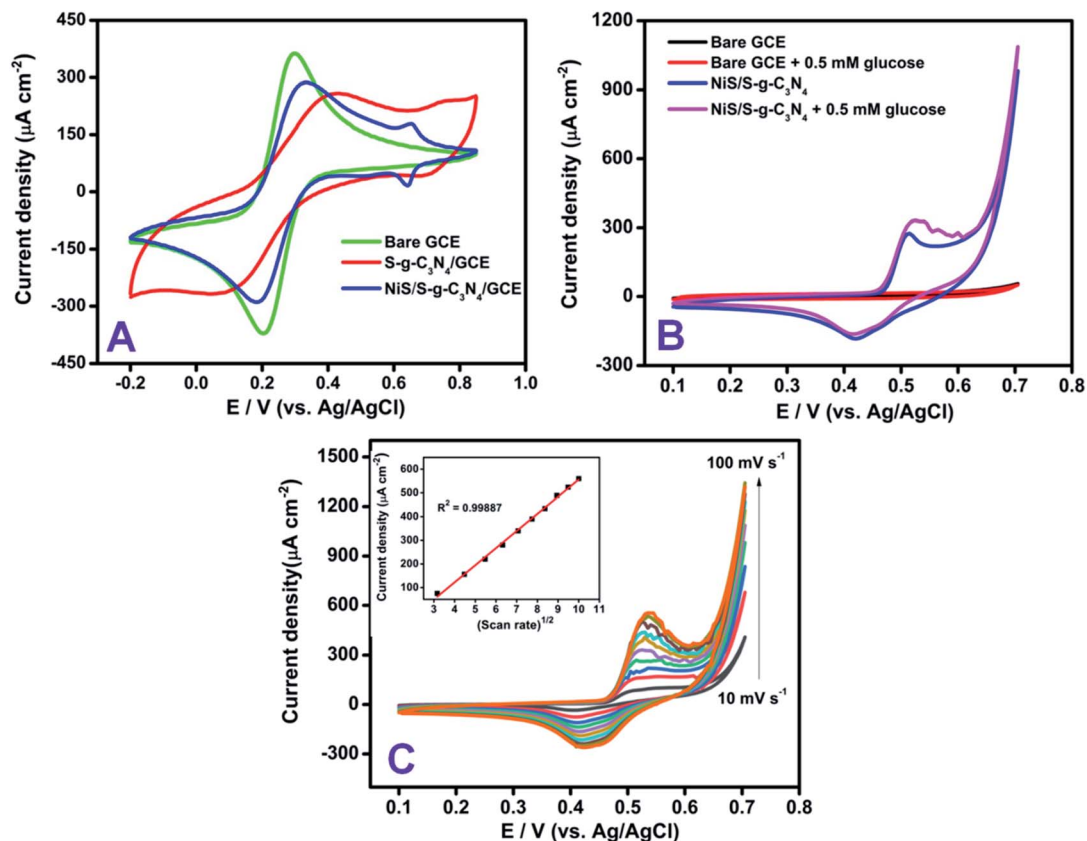 450
300
150
0
-150
-300
-450
Current density (µA cm⁻²)
Bare GCE
S-g-C₃N₄/GCE
NiS/S-g-C₃N₄/GCE
A
-0.2 0.0 0.2 0.4 0.6 0.8 1.0
E / V (vs. Ag/AgCl)
1200
900
600
300
0
-300
Current density (µA cm⁻²)
Bare GCE
Bare GCE + 0.5 mM glucose
NiS/S-g-C₃N₄
NiS/S-g-C₃N₄ + 0.5 mM glucose
B
0.1 0.2 0.3 0.4 0.5 0.6 0.7 0.8
E / V (vs. Ag/AgCl)
1500
1200
900
600
300
0
-300
Current density(µA cm⁻²)
600
500
400
300
200
100
Current density (µA cm⁻²)
R² = 0.99887
3 4 5 6 7 8 9 10 11
(Scan rate)¹/²
100 mV s⁻¹
10 mV s⁻¹
C
0.1 0.2 0.3 0.4 0.5 0.6 0.7 0.8
E / V (vs. Ag/AgCl)